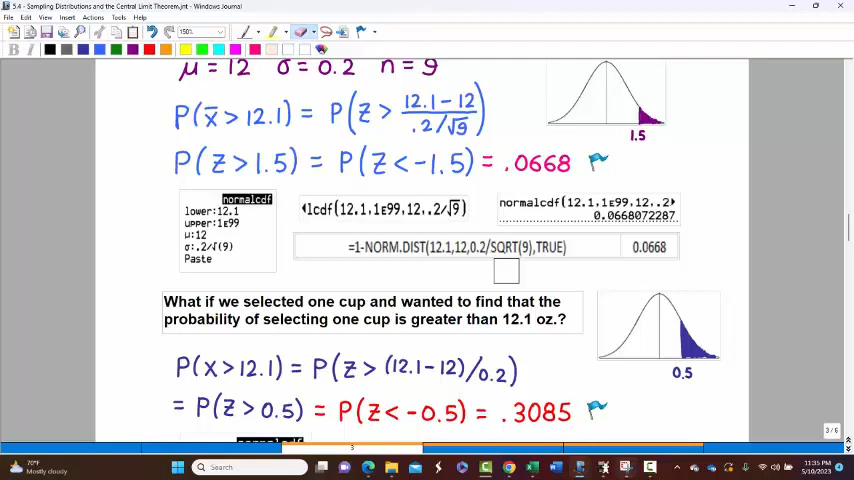 5.4 - Sampling Distributions and the Central Limit Theorem.jnt - Windows Journal
File Edit View Insert Actions Tools Help
150%
B I
μ = 12 σ = 0.2 n = 9
P(x̄ > 12.1) = P(z > (12.1 - 12)/(.2/√9))
1.5
P(z > 1.5) = P(z < -1.5) = .0668
normalcdf
lower:12.1
upper:1E99
μ:12
σ:.2/√(9)
Paste
lcdf(12.1,1E99,12,.2/√9)
normalcdf(12.1,1E99,12,.2
0.0668072287
=1-NORM.DIST(12.1,12,0.2/SQRT(9),TRUE) 0.0668
What if we selected one cup and wanted to find that the
probability of selecting one cup is greater than 12.1 oz.?
0.5
P(x > 12.1) = P(z > (12.1 - 12)/0.2)
= P(z > 0.5) = P(z < -0.5) = .3085
3 / 6
3
70°F
Mostly cloudy
Search
11:35 PM
5/10/2023